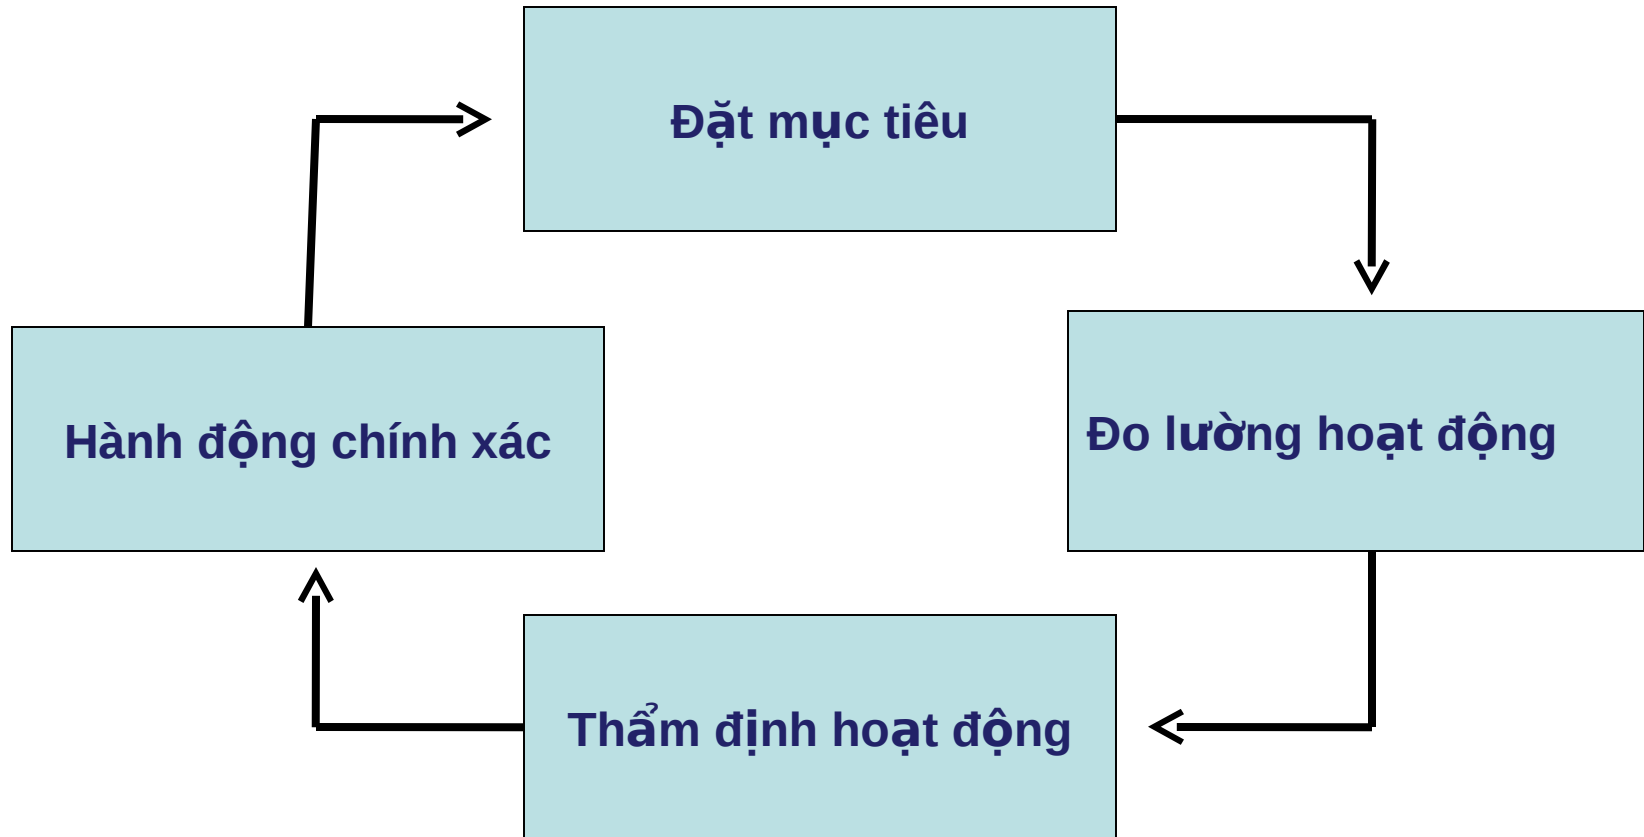 Đặt mục tiêu
Đo lường hoạt động
Hành động chính xác
Thẩm định hoạt động